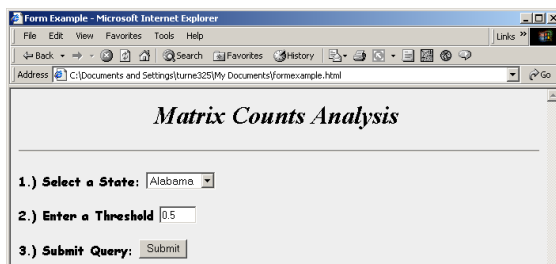 Form Example - Microsoft Internet Explorer
File Edit View Favorites Tools Help Links »
Back Search Favorites History
Address C:\Documents and Settings\turne325\My Documents\formexample.html Go
Matrix Counts Analysis
1.) Select a State: Alabama
2.) Enter a Threshold 0.5
3.) Submit Query: Submit